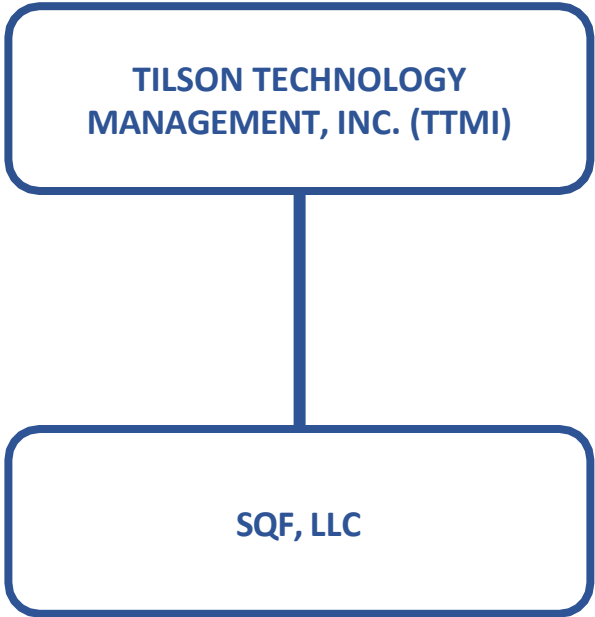 TILSON TECHNOLOGY
MANAGEMENT, INC. (TTMI)
SQF, LLC